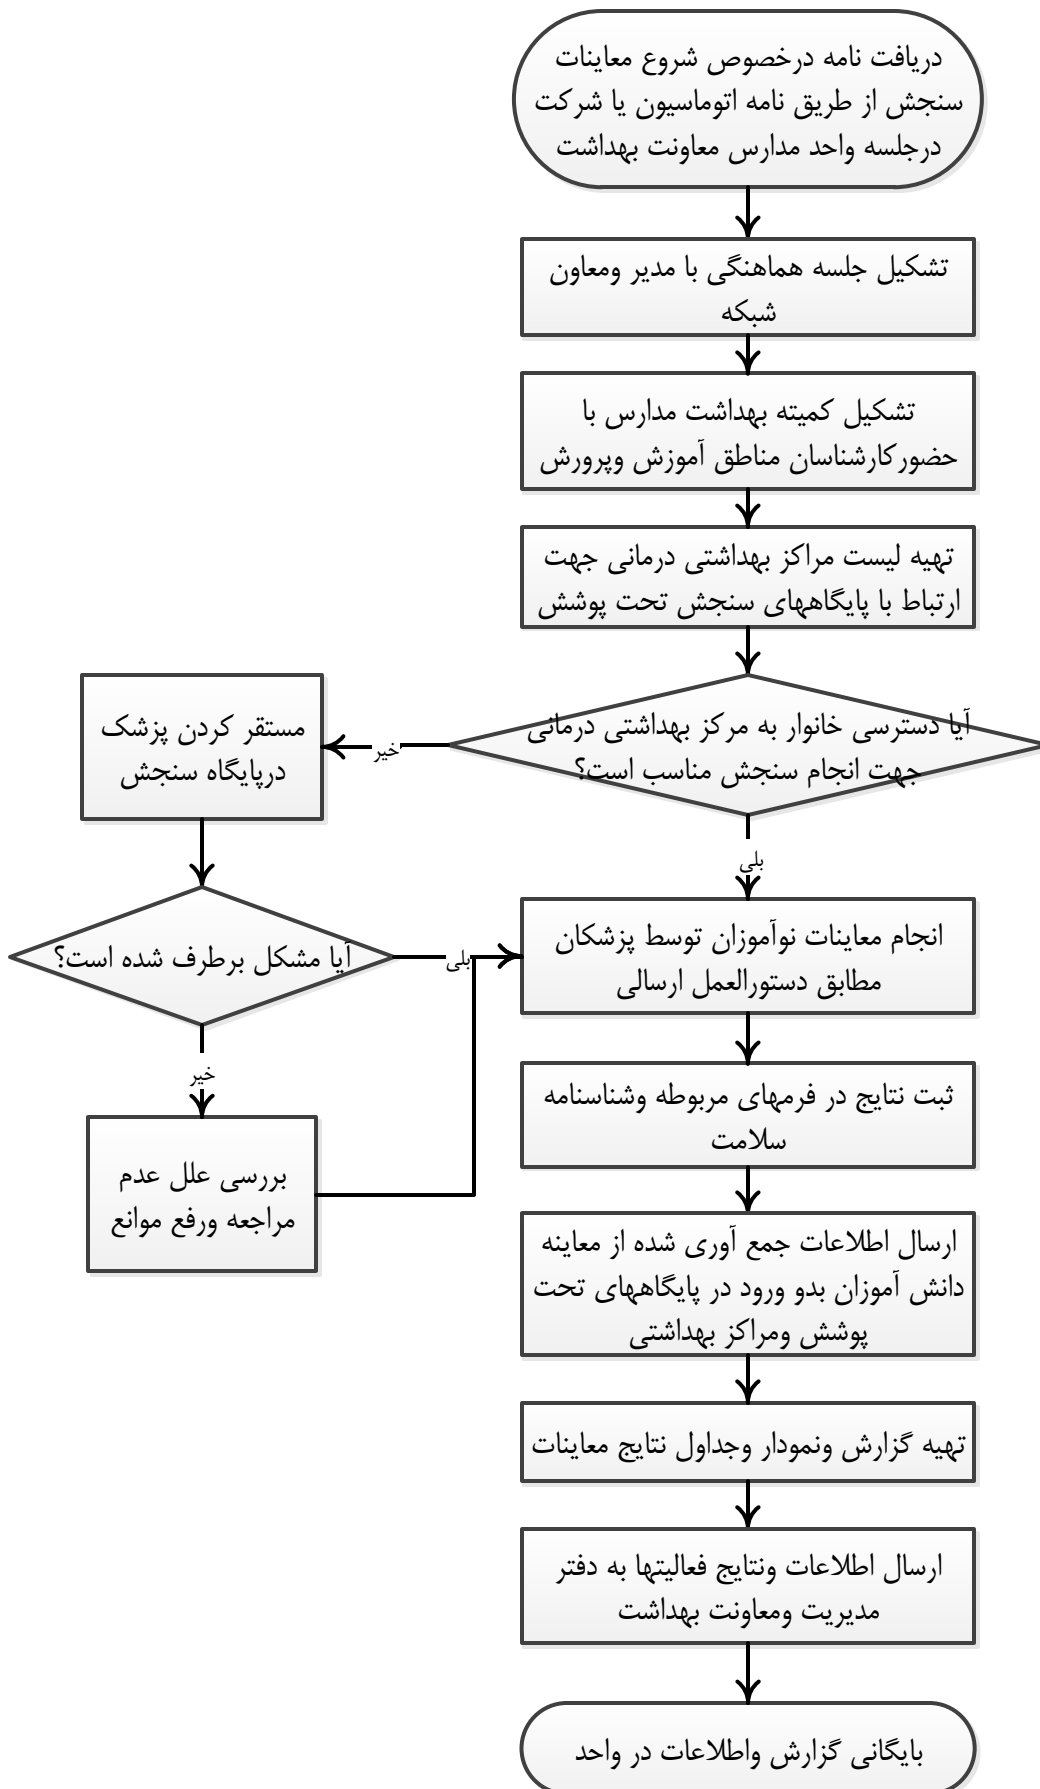 دریافت نامه درخصوص شروع معاینات
سنجش از طریق نامه اتوماسیون یا شرکت
درجلسه واحد مدارس معاونت بهداشت
تشکیل جلسه هماهنگی با مدیر ومعاون
شبکه
تشکیل کمیته بهداشت مدارس با
حضورکارشناسان مناطق آموزش وپرورش
تهیه لیست مراکز بهداشتی درمانی جهت
ارتباط با پایگاههای سنجش تحت پوشش
آیا دسترسی خانوار به مرکز بهداشتی درمانی
جهت انجام سنجش مناسب است؟
خیر
مستقر کردن پزشک
درپایگاه سنجش
بلی
آیا مشکل برطرف شده است؟
بلی
خیر
بررسی علل عدم
مراجعه ورفع موانع
انجام معاینات نوآموزان توسط پزشکان
مطابق دستورالعمل ارسالی
ثبت نتایج در فرمهای مربوطه وشناسنامه
سلامت
ارسال اطلاعات جمع آوری شده از معاینه
دانش آموزان بدو ورود در پایگاههای تحت
پوشش ومراکز بهداشتی
تهیه گزارش ونمودار وجداول نتایج معاینات
ارسال اطلاعات ونتایج فعالیتها به دفتر
مدیریت ومعاونت بهداشت
بایگانی گزارش واطلاعات در واحد